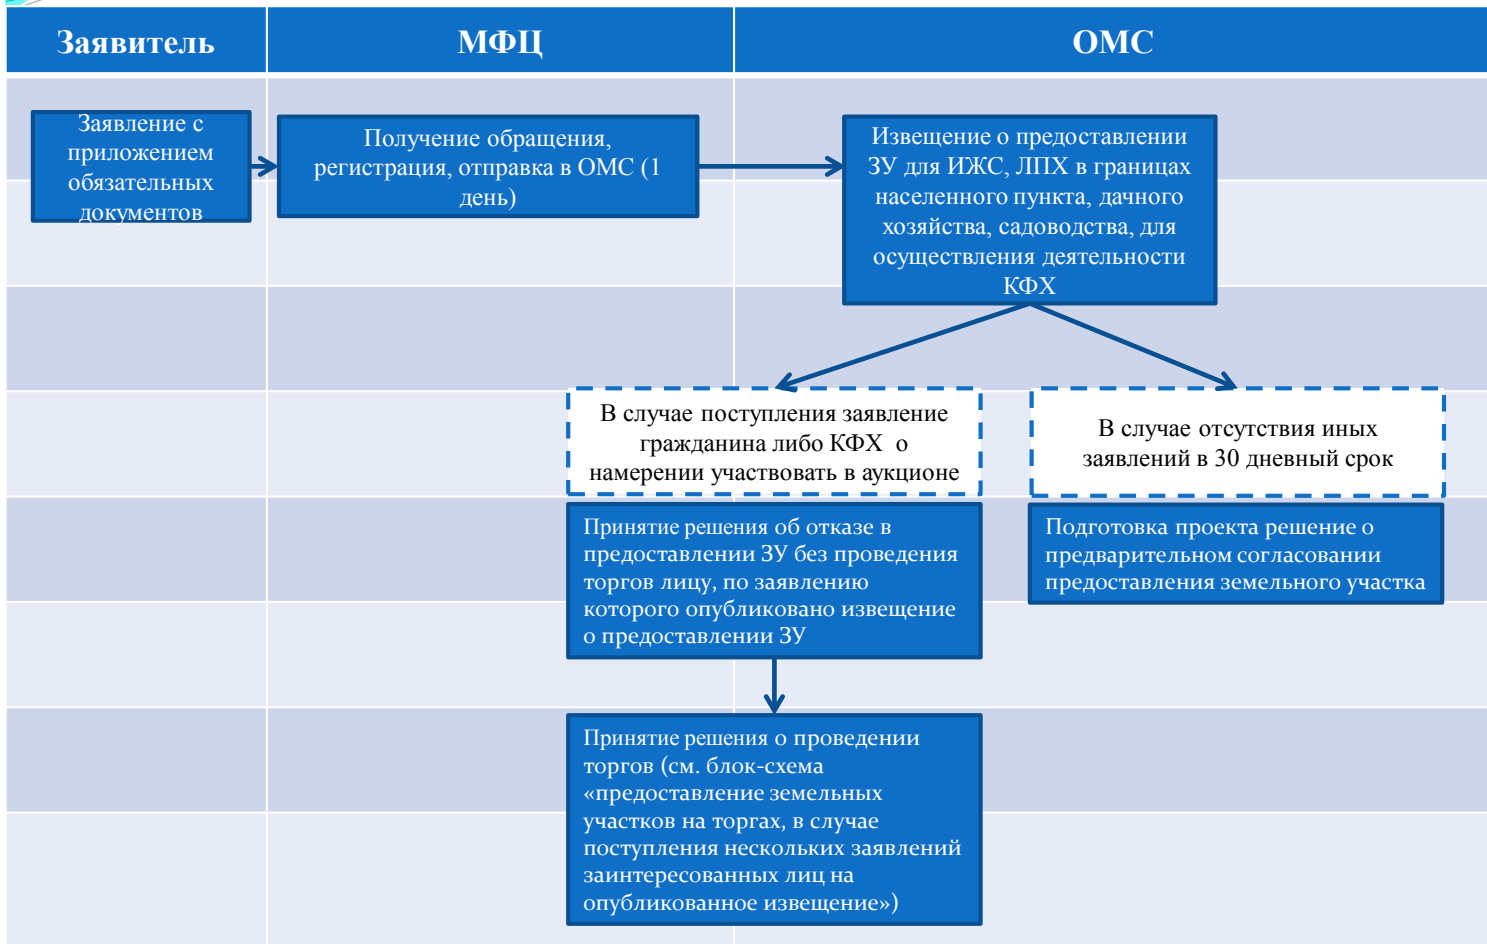 Заявитель
МФЦ
ОМС
Заявление с
приложением
обязательных
документов
Получение обращения,
регистрация, отправка в ОМС (1
день)
Извещение о предоставлении
ЗУ для ИЖС, ЛПХ в границах
населенного пункта, дачного
хозяйства, садоводства, для
осуществления деятельности
КФХ
В случае поступления заявление
гражданина либо КФХ о
намерении участвовать в аукционе
В случае отсутствия иных
заявлений в 30 дневный срок
Принятие решения об отказе в
предоставлении ЗУ без проведения
торгов лицу, по заявлению
которого опубликовано извещение
о предоставлении ЗУ
Подготовка проекта решение о
предварительном согласовании
предоставления земельного участка
Принятие решения о проведении
торгов (см. блок-схема
«предоставление земельных
участков на торгах, в случае
поступления нескольких заявлений
заинтересованных лиц на
опубликованное извещение»)